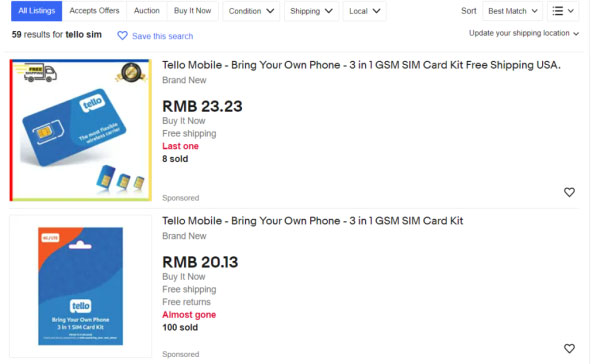 All Listings Accepts Offers Auction Buy It Now Condition Shipping Local Sort Best Match
59 results for tello sim Save this search Update your shipping location
Tello Mobile - Bring Your Own Phone - 3 in 1 GSM SIM Card Kit Free Shipping USA.
Brand New
RMB 23.23
Buy It Now
Free shipping
Last one
8 sold
Sponsored
FREE
tello
The most flexible
wireless carrier
Tello Mobile - Bring Your Own Phone - 3 in 1 GSM SIM Card Kit
Brand New
RMB 20.13
Buy It Now
Free shipping
Free returns
Almost gone
100 sold
Sponsored
tello
Bring Your Own Phone
3 in 1 SIM Card Kit